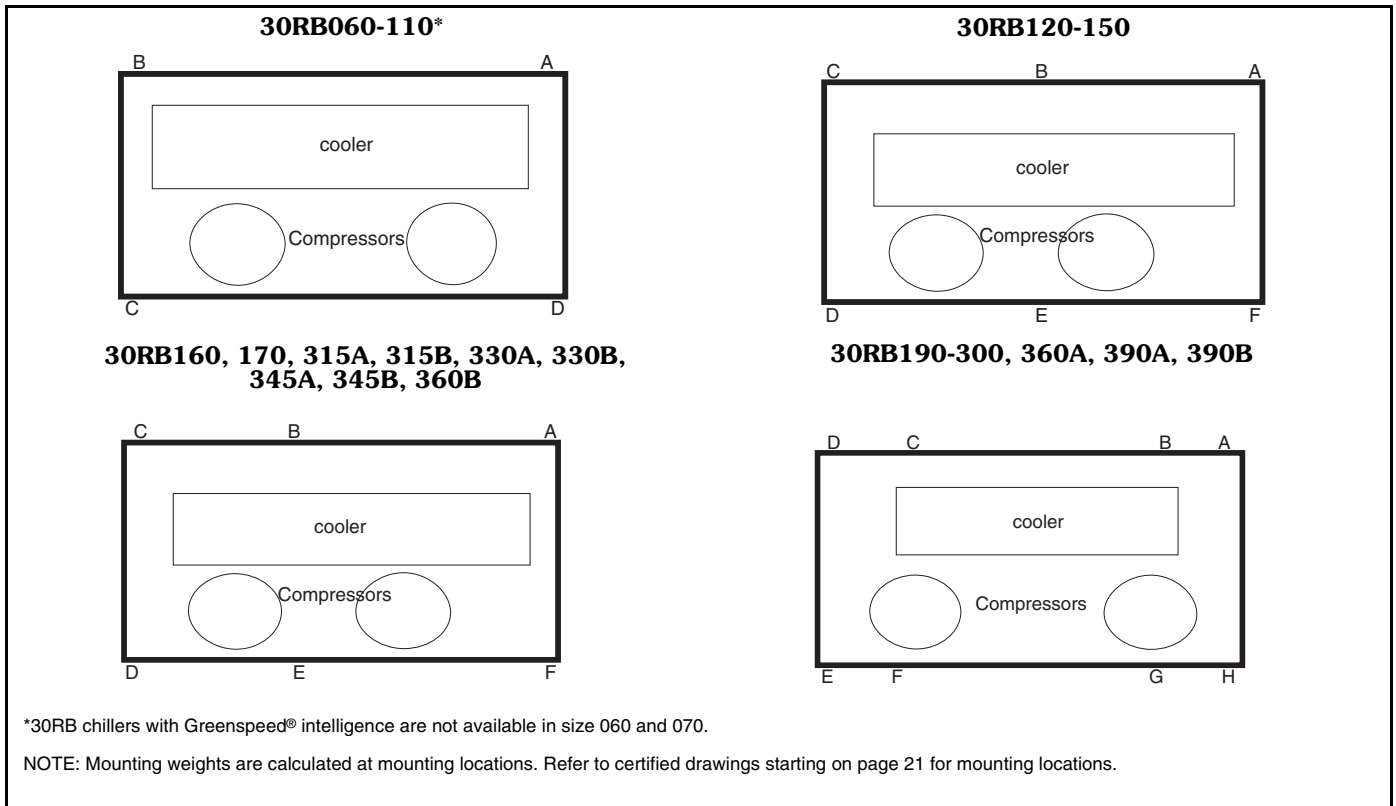 30RB060-110*
B A
cooler
Compressors
C D
30RB120-150
C B A
cooler
Compressors
D E F
30RB160, 170, 315A, 315B, 330A, 330B,
345A, 345B, 360B
C B A
cooler
Compressors
D E F
30RB190-300, 360A, 390A, 390B
D C B A
cooler
Compressors
E F G H
*30RB chillers with Greenspeed® intelligence are not available in size 060 and 070.
NOTE: Mounting weights are calculated at mounting locations. Refer to certified drawings starting on page 21 for mounting locations.